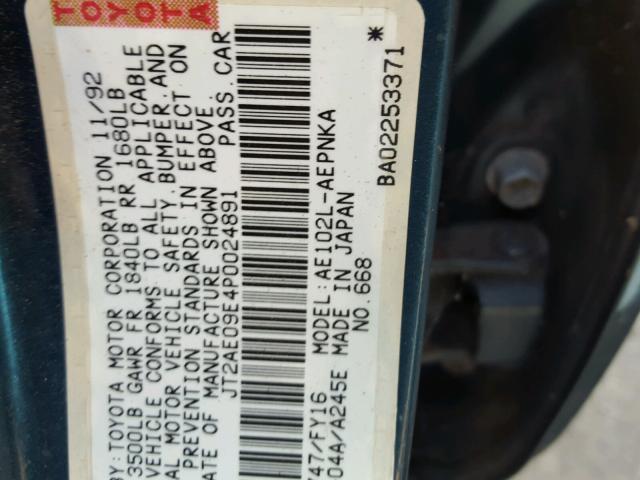 TOYOTA
TOYOTA
TOYOTA
BY: TOYOTA MOTOR CORPORATION 11/92
3500LB GAWR FR 1840LB RR 1680LB
VEHICLE CONFORMS TO ALL APPLICABLE
AL MOTOR VEHICLE SAFETY, BUMPER, AND
PREVENTION STANDARDS IN EFFECT ON
ATE OF MANUFACTURE SHOWN ABOVE.
JT2AE09E4P0024891 PASS. CAR
747/FY16 MODEL: AE102L-AEPNKA
04A/A245E MADE IN JAPAN
NO. 668
BA02253371 *